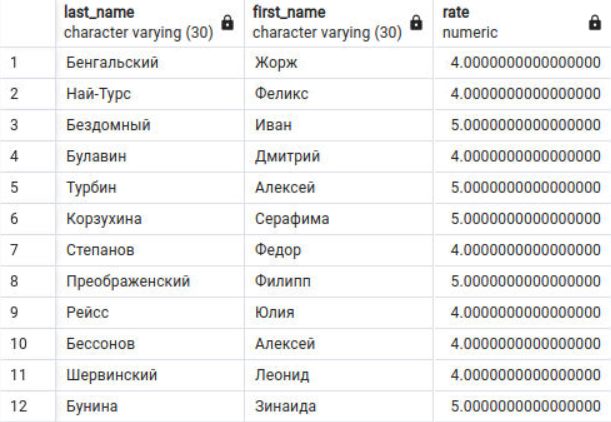 last_name first_name rate
character varying (30) character varying (30) numeric
1 Бенгальский Жорж 4.0000000000000000
2 Най-Турс Феликс 4.0000000000000000
3 Бездомный Иван 5.0000000000000000
4 Булавин Дмитрий 4.0000000000000000
5 Турбин Алексей 5.0000000000000000
6 Корзухина Серафима 5.0000000000000000
7 Степанов Федор 4.0000000000000000
8 Преображенский Филипп 5.0000000000000000
9 Рейсс Юлия 4.0000000000000000
10 Бессонов Алексей 4.0000000000000000
11 Шервинский Леонид 4.0000000000000000
12 Бунина Зинаида 5.0000000000000000